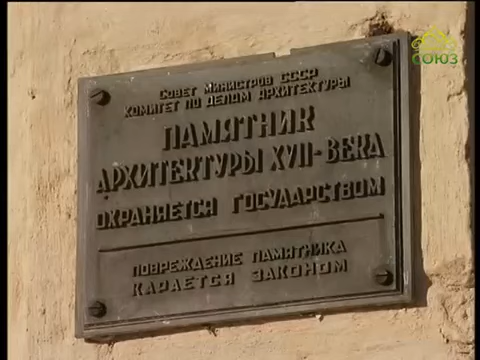 СОЮЗ
СОВЕТ МИНИСТРОВ СССР
КОМИТЕТ ПО ДЕЛАМ АРХИТЕКТУРЫ
ПАМЯТНИК
АРХИТЕКТУРЫ XVII-ВЕКА
ОХРАНЯЕТСЯ ГОСУДАРСТВОМ
ПОВРЕЖДЕНИЕ ПАМЯТНИКА
КАРАЕТСЯ ЗАКОНОМ